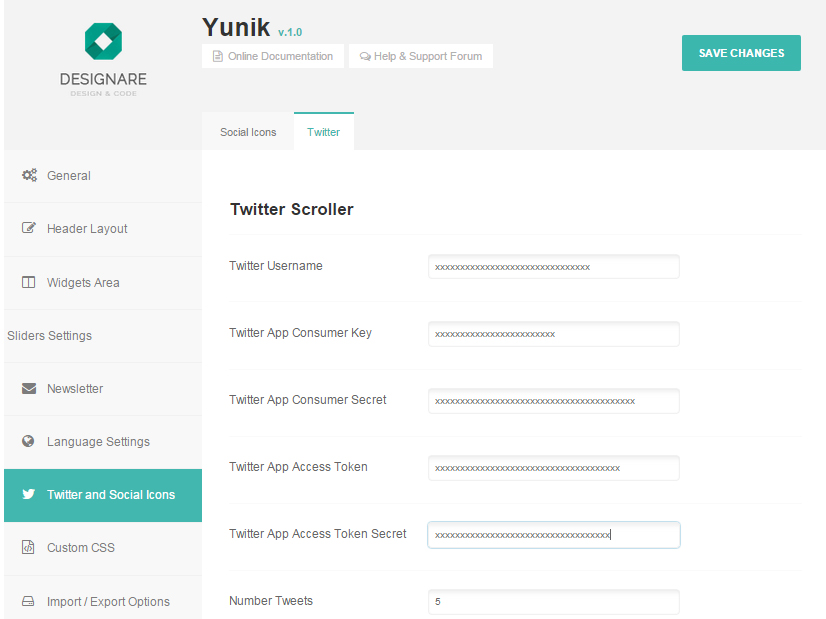 DESIGNARE
DESIGN & CODE
Yunik v.1.0
Online Documentation
Help & Support Forum
SAVE CHANGES
Social Icons
Twitter
General
Header Layout
Widgets Area
Sliders Settings
Newsletter
Language Settings
Twitter and Social Icons
Custom CSS
Import / Export Options
Twitter Scroller
Twitter Username
xxxxxxxxxxxxxxxxxxxxxxxxxxxxxxx
Twitter App Consumer Key
xxxxxxxxxxxxxxxxxxxxxxxx
Twitter App Consumer Secret
xxxxxxxxxxxxxxxxxxxxxxxxxxxxxxxxxxxxxxxx
Twitter App Access Token
xxxxxxxxxxxxxxxxxxxxxxxxxxxxxxxxxxxxx
Twitter App Access Token Secret
xxxxxxxxxxxxxxxxxxxxxxxxxxxxxxxxxxx
Number Tweets
5